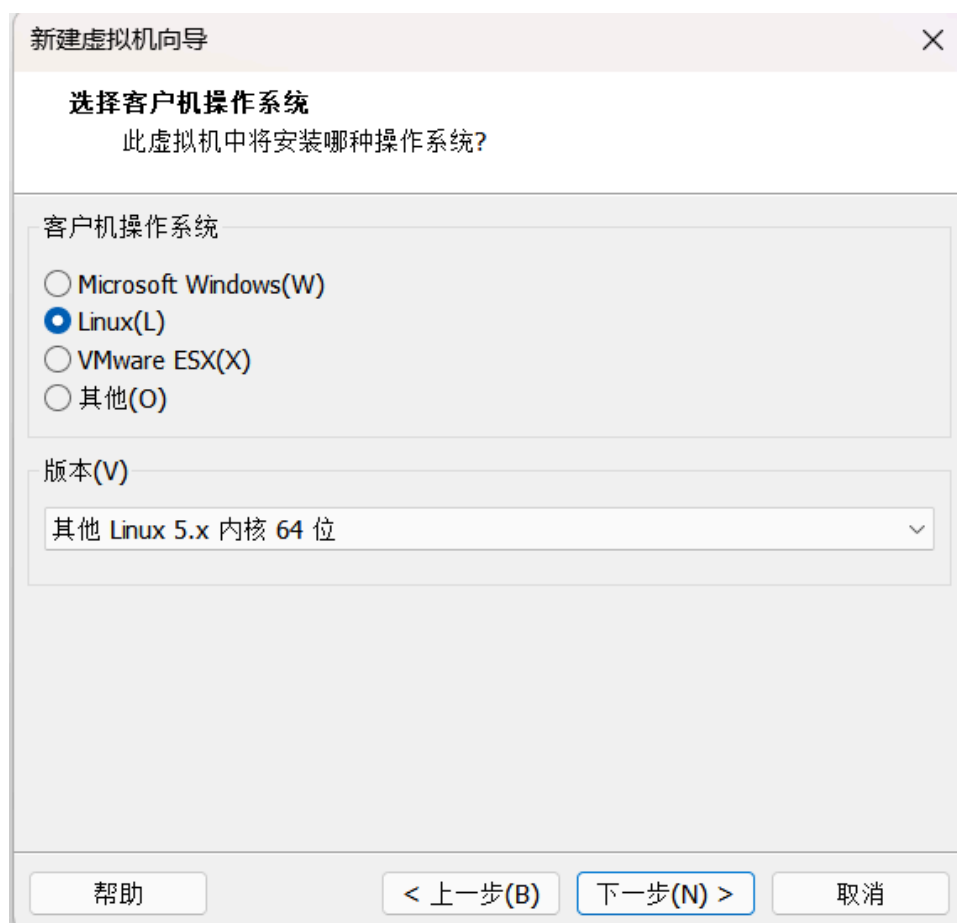 新建虚拟机向导
选择客户机操作系统
此虚拟机中将安装哪种操作系统?
客户机操作系统
Microsoft Windows(W)
Linux(L)
VMware ESX(X)
其他(O)
版本(V)
其他 Linux 5.x 内核 64 位
帮助
< 上一步(B)
下一步(N) >
取消